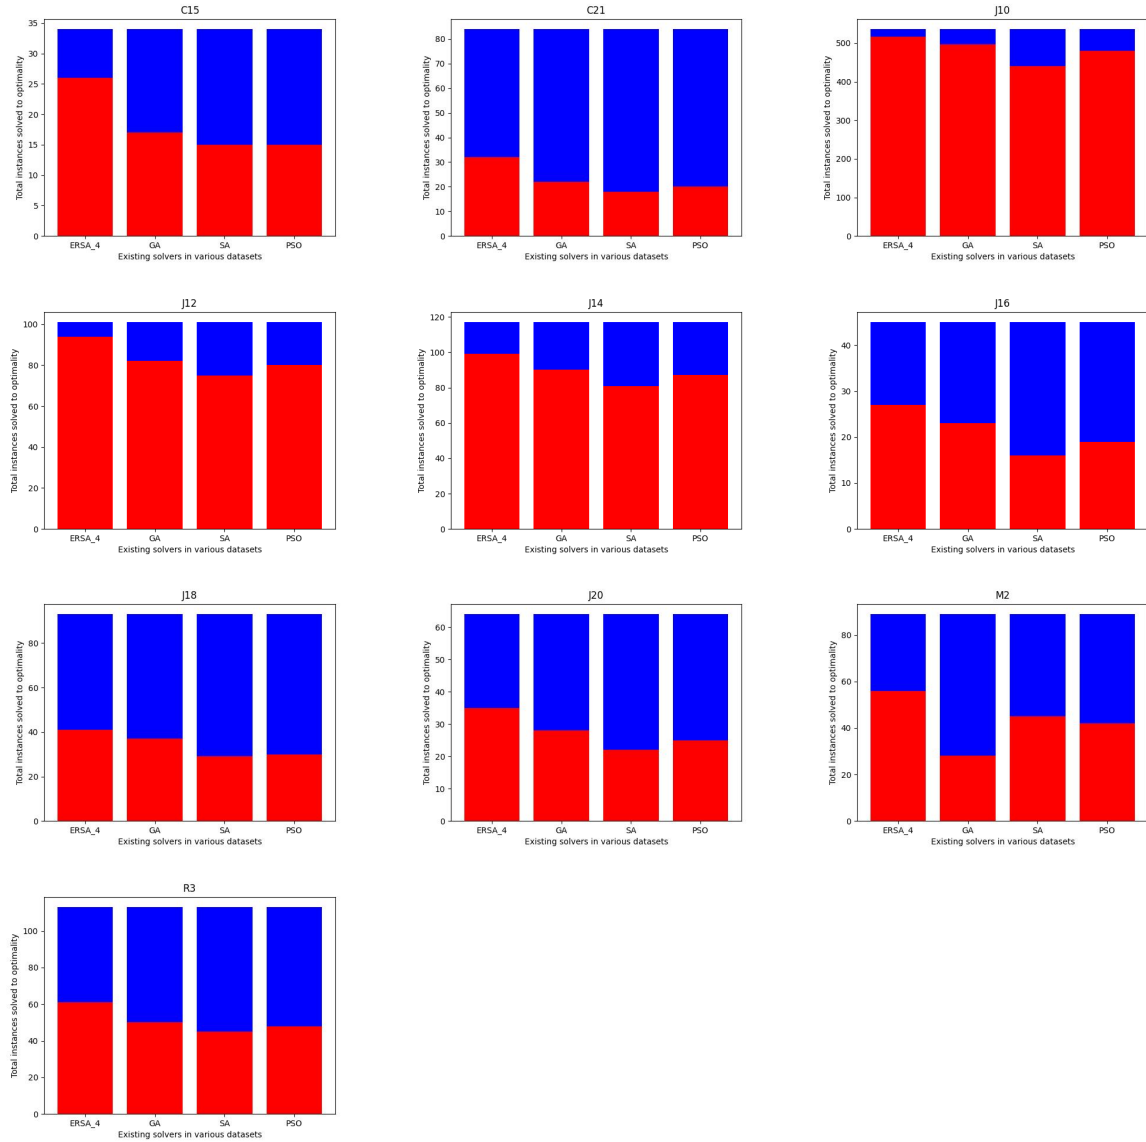 C15
Total instances solved to optimality
35
30
25
20
15
10
5
0
ERSA_4 GA SA PSO
Existing solvers in various datasets
C21
Total instances solved to optimality
80
70
60
50
40
30
20
10
0
ERSA_4 GA SA PSO
Existing solvers in various datasets
J10
Total instances solved to optimality
500
400
300
200
100
0
ERSA_4 GA SA PSO
Existing solvers in various datasets
J12
Total instances solved to optimality
100
80
60
40
20
0
ERSA_4 GA SA PSO
Existing solvers in various datasets
J14
Total instances solved to optimality
120
100
80
60
40
20
0
ERSA_4 GA SA PSO
Existing solvers in various datasets
J16
Total instances solved to optimality
40
30
20
10
0
ERSA_4 GA SA PSO
Existing solvers in various datasets
J18
Total instances solved to optimality
80
60
40
20
0
ERSA_4 GA SA PSO
Existing solvers in various datasets
J20
Total instances solved to optimality
60
50
40
30
20
10
0
ERSA_4 GA SA PSO
Existing solvers in various datasets
M2
Total instances solved to optimality
80
60
40
20
0
ERSA_4 GA SA PSO
Existing solvers in various datasets
R3
Total instances solved to optimality
100
80
60
40
20
0
ERSA_4 GA SA PSO
Existing solvers in various datasets